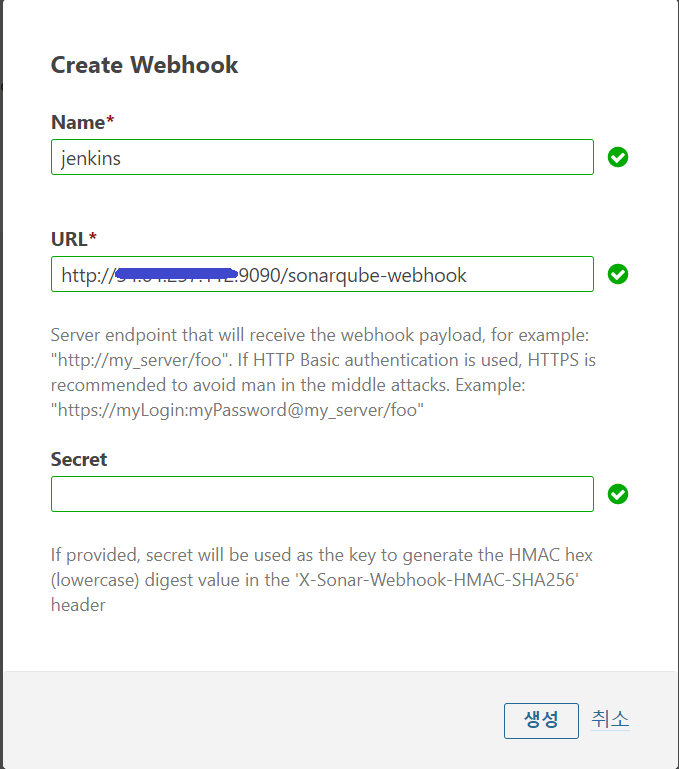 Create Webhook
Name*
jenkins
URL*
http:// :9090/sonarqube-webhook
Server endpoint that will receive the webhook payload, for example:
"http://my_server/foo". If HTTP Basic authentication is used, HTTPS is
recommended to avoid man in the middle attacks. Example:
"https://myLogin:myPassword@my_server/foo"
Secret
If provided, secret will be used as the key to generate the HMAC hex
(lowercase) digest value in the 'X-Sonar-Webhook-HMAC-SHA256'
header
생성 취소